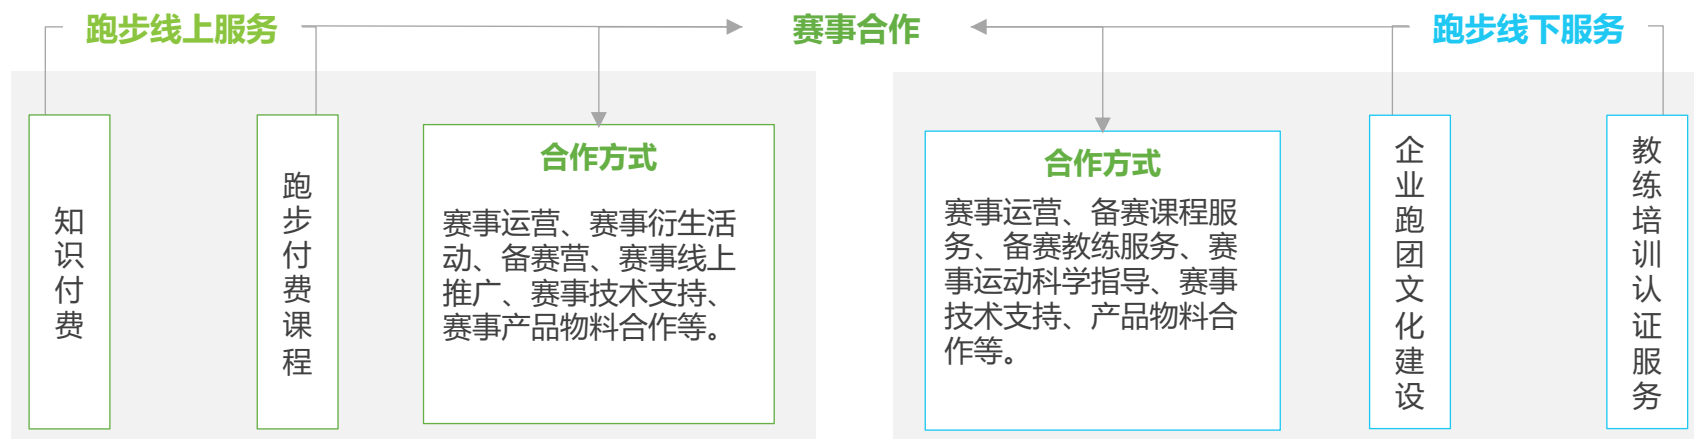 跑步线上服务
赛事合作
跑步线下服务
知识付费
跑步付费课程
合作方式
赛事运营、赛事衍生活
动、备赛营、赛事线上
推广、赛事技术支持、
赛事产品物料合作等。
合作方式
赛事运营、备赛课程服
务、备赛教练服务、赛
事运动科学指导、赛事
技术支持、产品物料合
作等。
企业跑团文化建设
教练培训认证服务